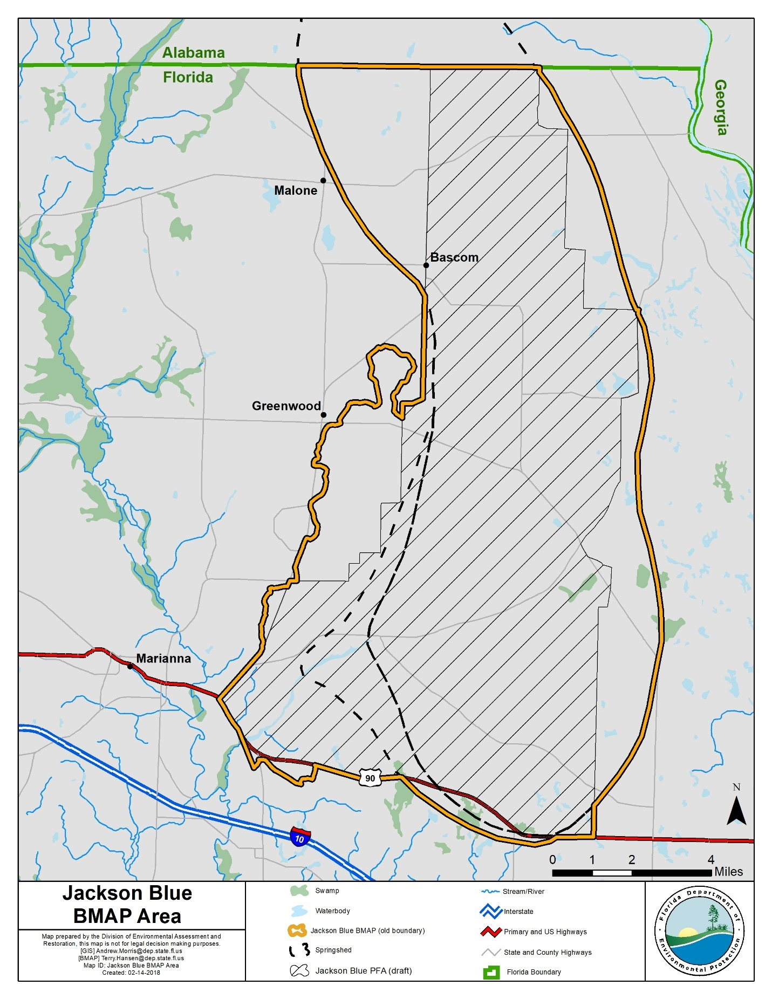 Alabama
Florida
Georgia
Malone
Bascom
Greenwood
Marianna
90
10
N
0 1 2 4
Miles
Jackson Blue
BMAP Area
Map prepared by the Division of Environmental Assessment and
Restoration, this map is not for legal decision making purposes.
[GIS] Andrew.Morris@dep.state.fl.us
[BMAP] Terry.Hansen@dep.state.fl.us
Map ID: Jackson Blue BMAP Area
Created: 02-14-2018
Swamp
Waterbody
Jackson Blue BMAP (old boundary)
Springshed
Jackson Blue PFA (draft)
Stream/River
Interstate
Primary and US Highways
State and County Highways
Florida Boundary
Florida Department of
Environmental Protection